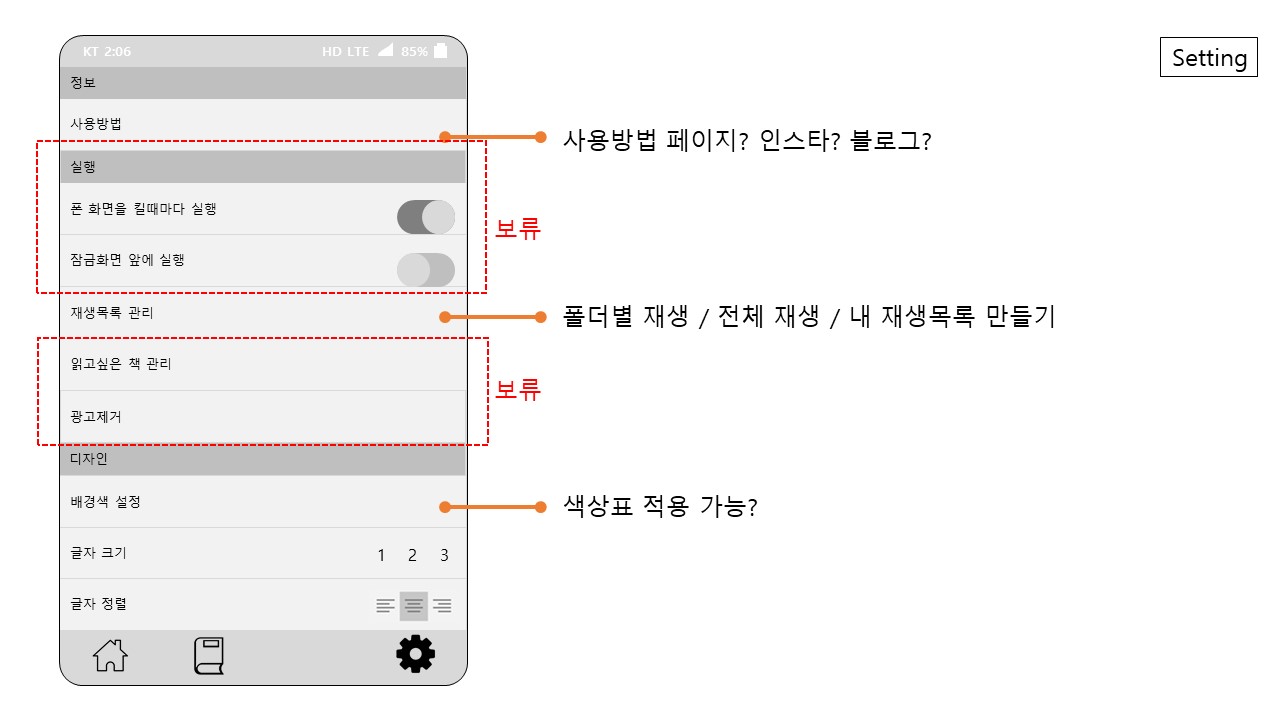 KT 2:06 HD LTE 85%
Setting
정보
사용방법
사용방법 페이지? 인스타? 블로그?
실행
폰 화면을 킬때마다 실행
보류
잠금화면 앞에 실행
재생목록 관리
폴더별 재생 / 전체 재생 / 내 재생목록 만들기
읽고싶은 책 관리
보류
광고제거
디자인
배경색 설정
색상표 적용 가능?
글자 크기 1 2 3
글자 정렬